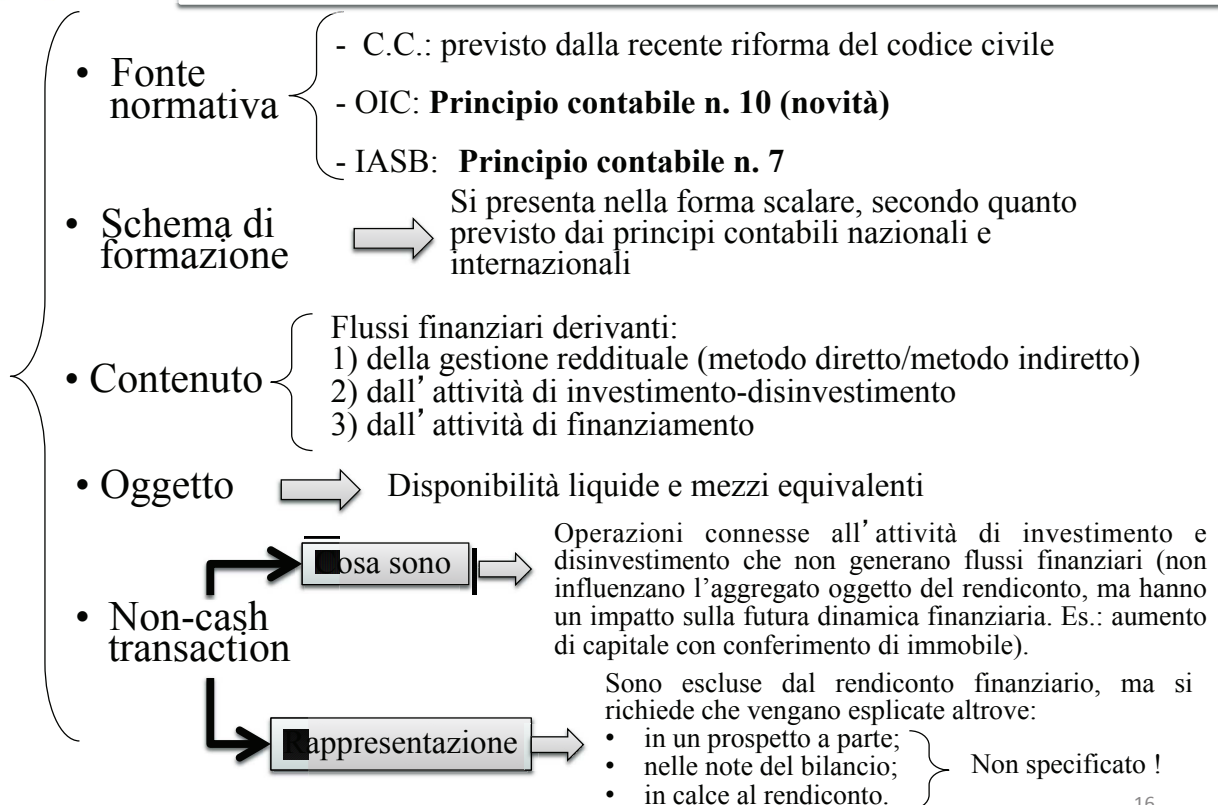 - C.C.: previsto dalla recente riforma del codice civile
• Fonte normativa
- OIC: Principio contabile n. 10 (novità)
- IASB: Principio contabile n. 7
• Schema di formazione
Si presenta nella forma scalare, secondo quanto
previsto dai principi contabili nazionali e
internazionali
• Contenuto
Flussi finanziari derivanti:
1) della gestione reddituale (metodo diretto/metodo indiretto)
2) dall’attività di investimento-disinvestimento
3) dall’attività di finanziamento
• Oggetto
Disponibilità liquide e mezzi equivalenti
• Non-cash transaction
Cosa sono
Operazioni connesse all’attività di investimento e
disinvestimento che non generano flussi finanziari (non
influenzano l’aggregato oggetto del rendiconto, ma hanno
un impatto sulla futura dinamica finanziaria. Es.: aumento
di capitale con conferimento di immobile).
Rappresentazione
Sono escluse dal rendiconto finanziario, ma si
richiede che vengano esplicate altrove:
• in un prospetto a parte;
• nelle note del bilancio;
• in calce al rendiconto.
Non specificato !
16